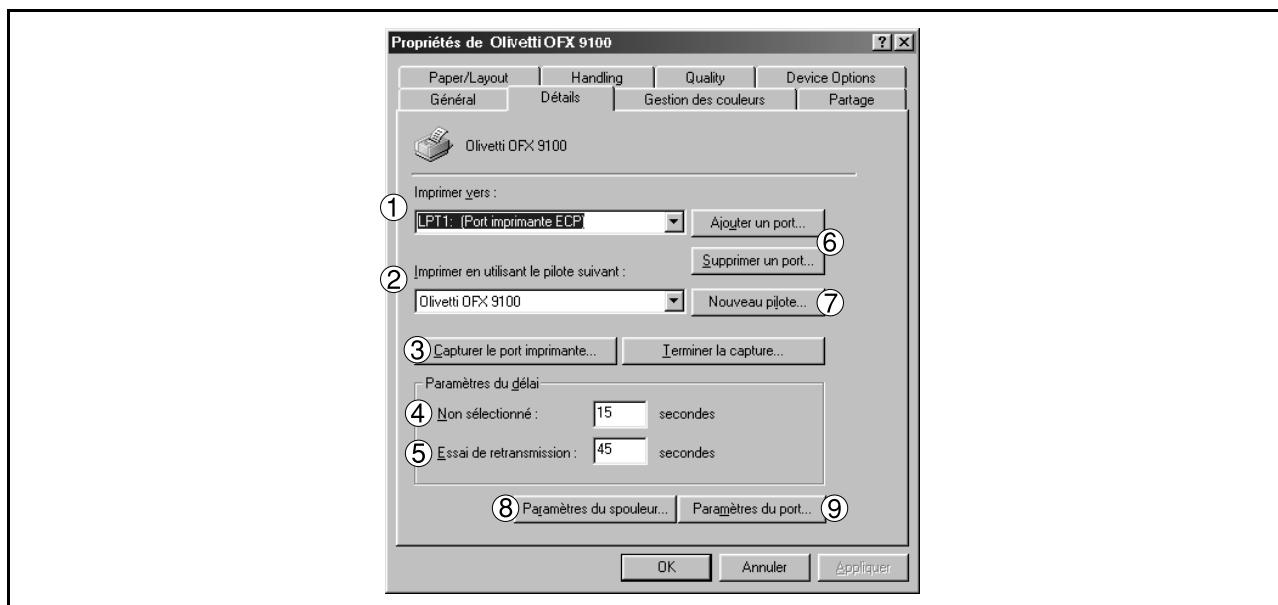 Propriétés de Olivetti OFX 9100
Paper/Layout Handling Quality Device Options
Général Détails Gestion des couleurs Partage
Olivetti OFX 9100
① Imprimer vers :
LPT1: (Port imprimante ECP) Ajouter un port...
⑥
Supprimer un port...
② Imprimer en utilisant le pilote suivant :
Olivetti OFX 9100 Nouveau pilote... ⑦
③ Capturer le port imprimante... Terminer la capture...
Paramètres du délai
④ Non sélectionné : 15 secondes
⑤ Essai de retransmission : 45 secondes
⑧ Paramètres du spouleur... Paramètres du port... ⑨
OK Annuler Appliquer